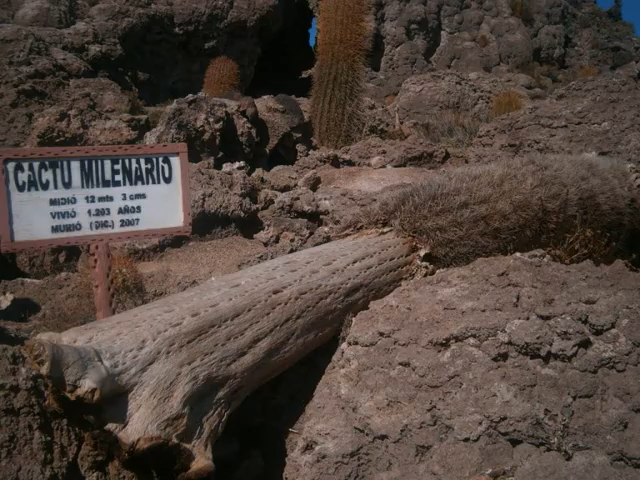 CACTU MILENARIO
MIDIÓ 12 mts 3 cms
VIVIÓ 1.203 AÑOS
MURIÓ (DIC.) 2007